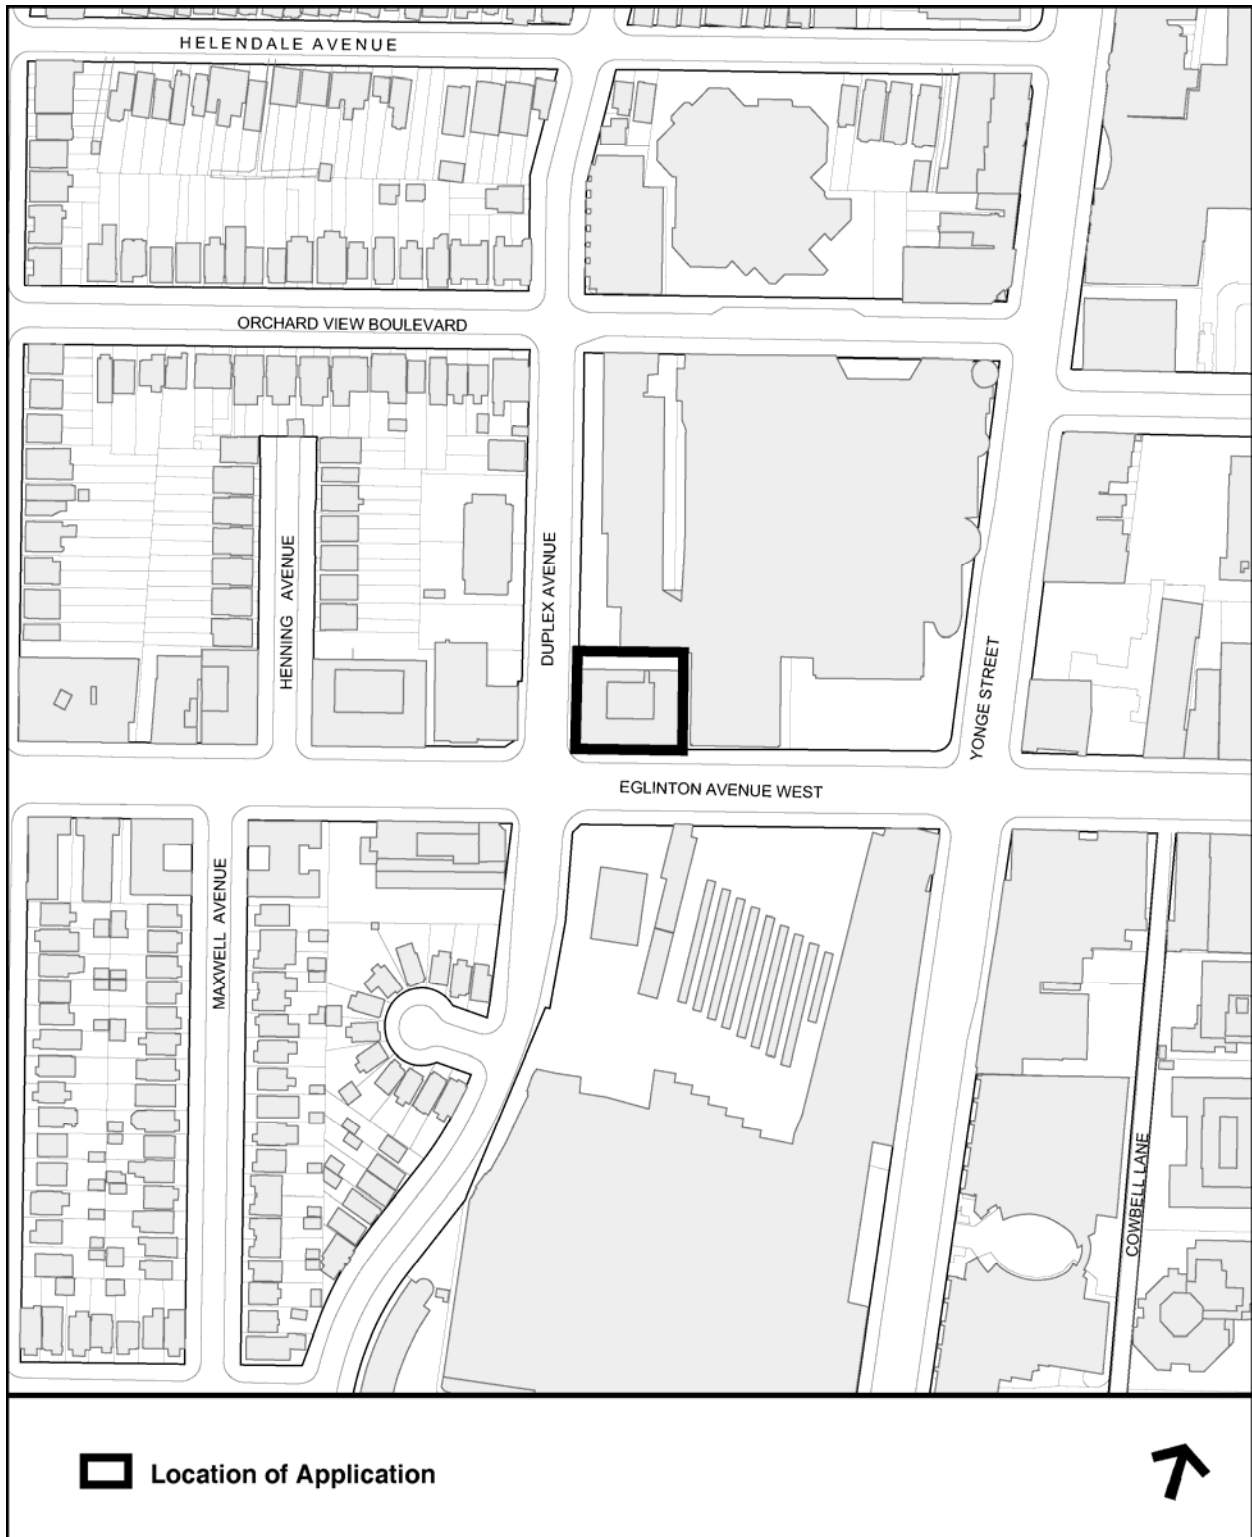 HELENDALE AVENUE
ORCHARD VIEW BOULEVARD
HENNING AVENUE
DUPLEX AVENUE
YONGE STREET
EGLINTON AVENUE WEST
MAXWELL AVENUE
COWBELL LANE
Location of Application